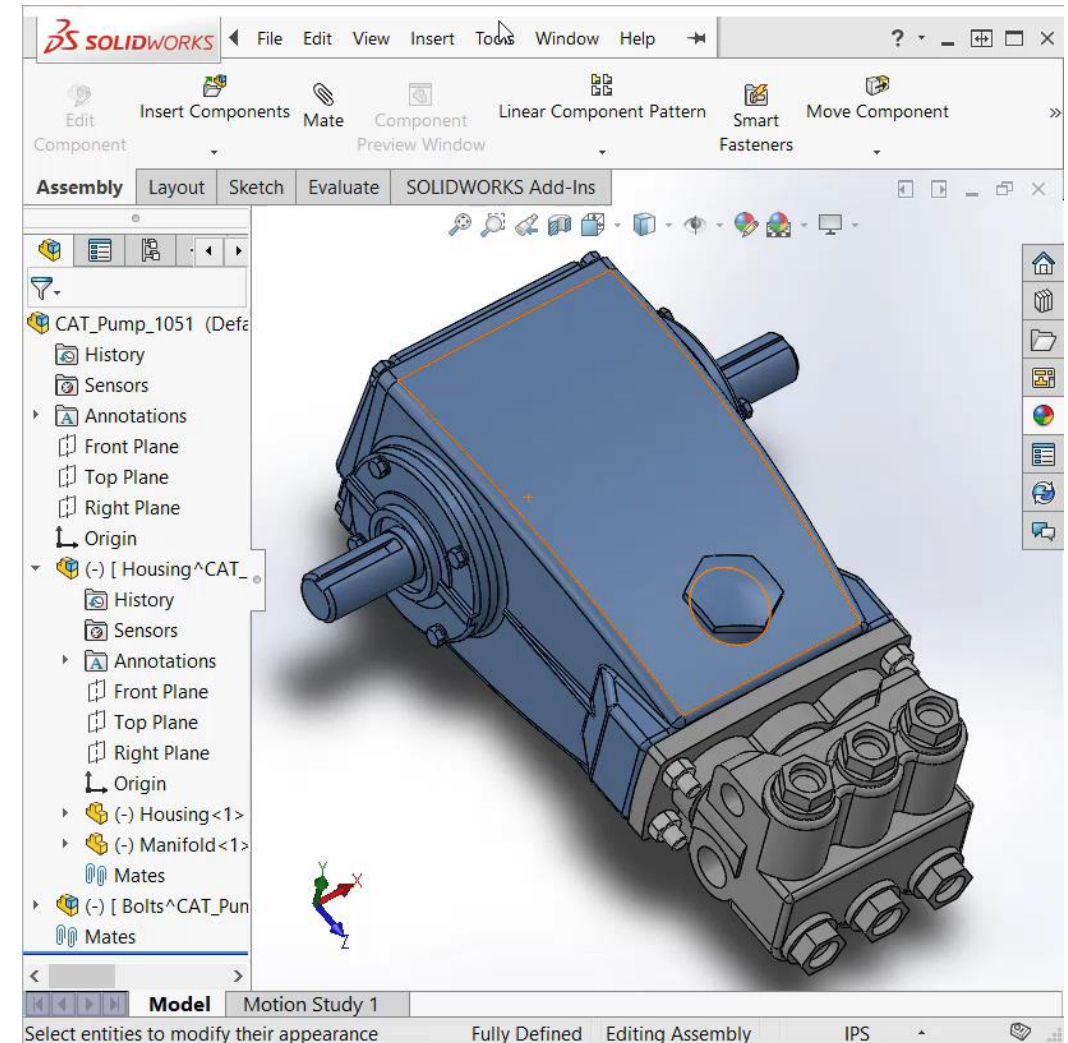 SOLIDWORKS File Edit View Insert Tools Window Help ?
Edit Component
Insert Components
Mate
Component Preview Window
Linear Component Pattern
Smart Fasteners
Move Component
Assembly Layout Sketch Evaluate SOLIDWORKS Add-Ins
CAT_Pump_1051 (Defa
History
Sensors
A Annotations
Front Plane
Top Plane
Right Plane
Origin
(-) [ Housing^CAT_
History
Sensors
A Annotations
Front Plane
Top Plane
Right Plane
Origin
(-) Housing<1>
(-) Manifold<1>
Mates
(-) [ Bolts^CAT_Pun
Mates
Y
X
Z
Model Motion Study 1
Select entities to modify their appearance Fully Defined Editing Assembly IPS